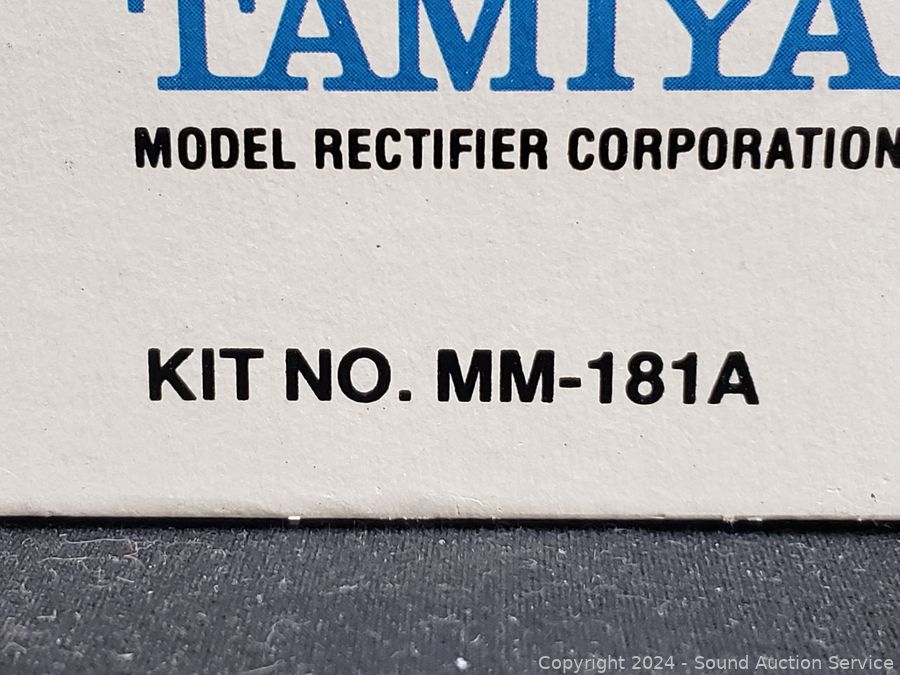 TAMIYA
MODEL RECTIFIER CORPORATION
KIT NO. MM-181A
Copyright 2024 - Sound Auction Service